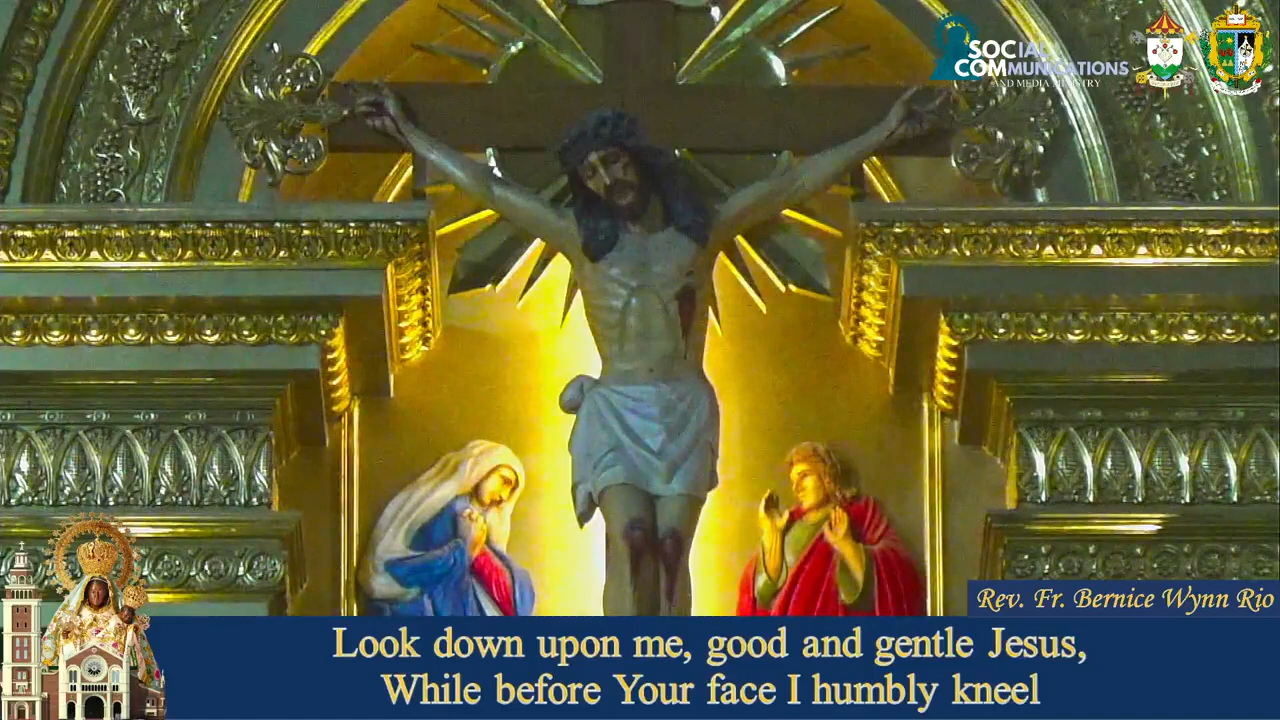 SOCIAL
COMMUNICATIONS
AND MEDIA MINISTRY
Rev. Fr. Bernice Wynn Rio
Look down upon me, good and gentle Jesus,
While before Your face I humbly kneel